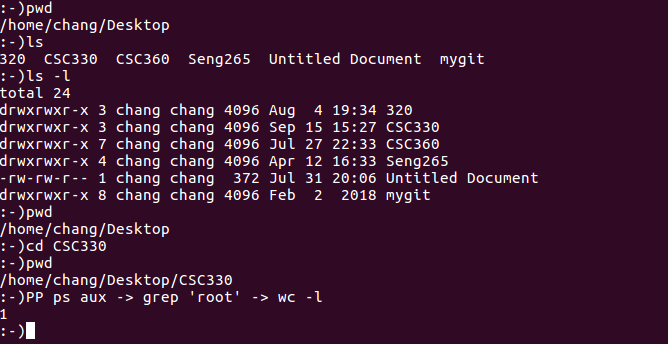 :-)pwd
/home/chang/Desktop
:-)ls
320  CSC330  CSC360  Seng265  Untitled Document  mygit
:-)ls -l
total 24
drwxrwxr-x 3 chang chang 4096 Aug  4 19:34 320
drwxrwxr-x 3 chang chang 4096 Sep 15 15:27 CSC330
drwxrwxr-x 7 chang chang 4096 Jul 27 22:33 CSC360
drwxrwxr-x 4 chang chang 4096 Apr 12 16:33 Seng265
-rw-rw-r-- 1 chang chang  372 Jul 31 20:06 Untitled Document
drwxrwxr-x 8 chang chang 4096 Feb  2  2018 mygit
:-)pwd
/home/chang/Desktop
:-)cd CSC330
:-)pwd
/home/chang/Desktop/CSC330
:-)PP ps aux -> grep 'root' -> wc -l
1
:-)